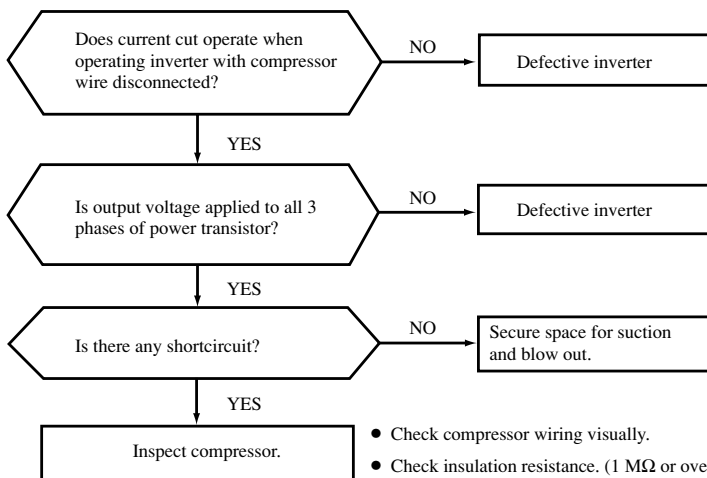 Does current cut operate when
operating inverter with compressor
wire disconnected?
NO
Defective inverter
YES
Is output voltage applied to all 3
phases of power transistor?
NO
Defective inverter
YES
Is there any shortcircuit?
NO
Secure space for suction
and blow out.
YES
Inspect compressor.
● Check compressor wiring visually.
● Check insulation resistance. (1 MΩ or ove